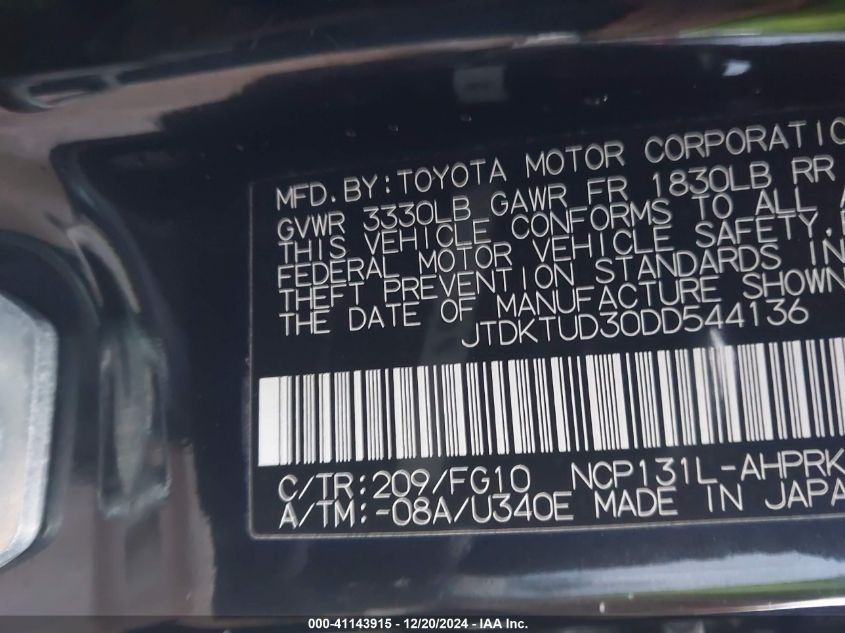 MFD. BY: TOYOTA MOTOR CORPORATIO
GVWR 3330LB GAWR FR 1830LB RR
THIS VEHICLE CONFORMS TO ALL A
FEDERAL MOTOR VEHICLE SAFETY,
THEFT PREVENTION STANDARDS IN
THE DATE OF MANUFACTURE SHOWN
JTDKTUD30DD544136
C/TR:209/FG10 NCP131L-AHPRK
A/TM:-08A/U340E MADE IN JAPA
000-41143915 - 12/20/2024 - IAA Inc.